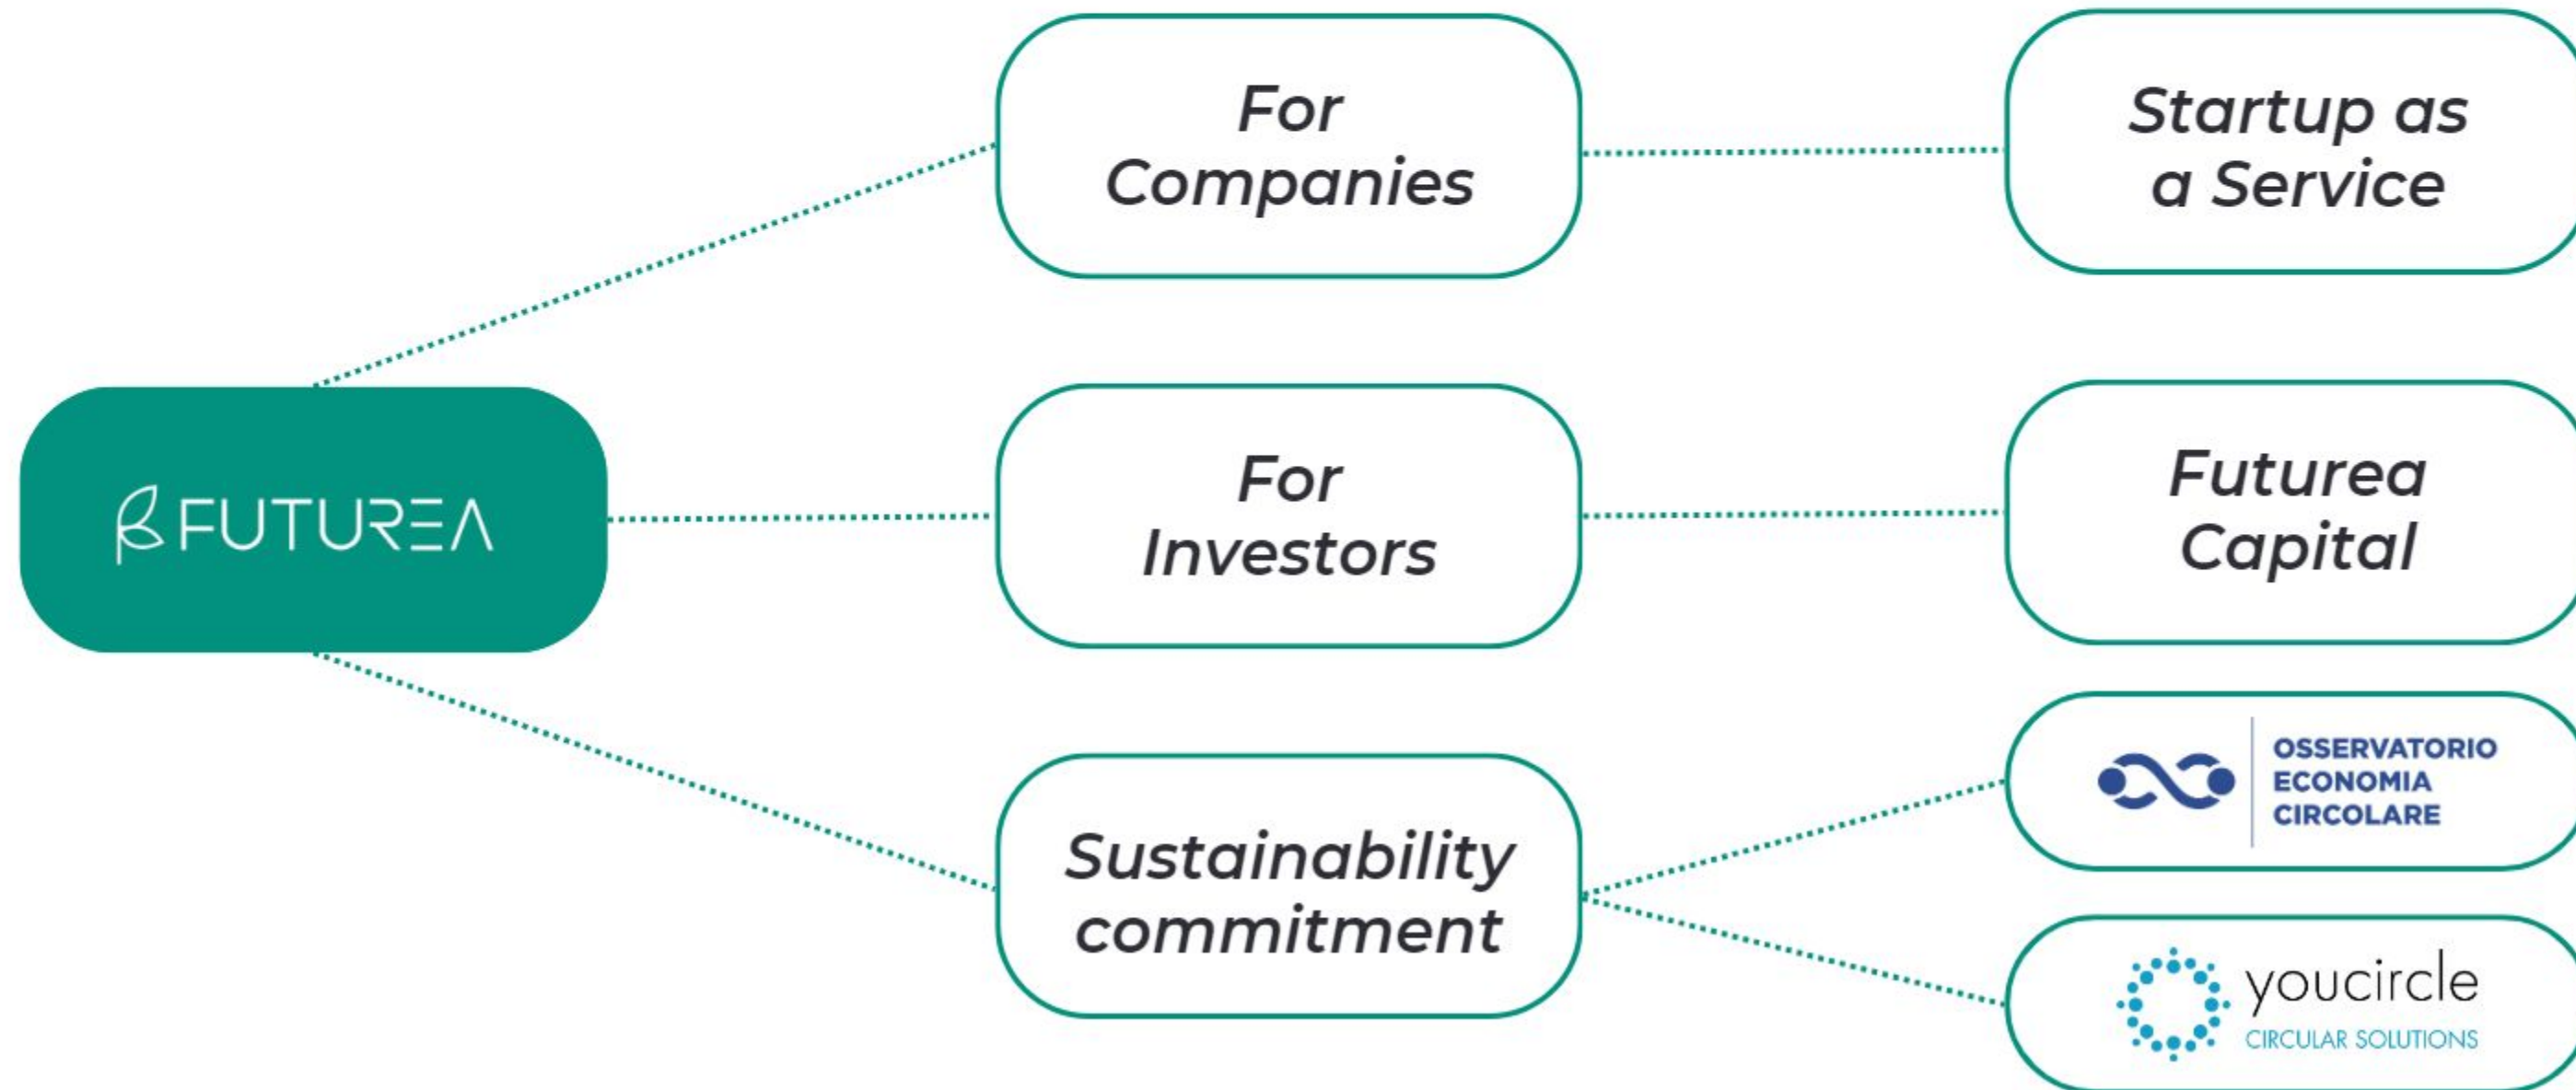 FUTUREA
For
Companies
Startup as
a Service
For
Investors
Futurea
Capital
Sustainability
commitment
OSSERVATORIO
ECONOMIA
CIRCOLARE
youcircle
CIRCULAR SOLUTIONS